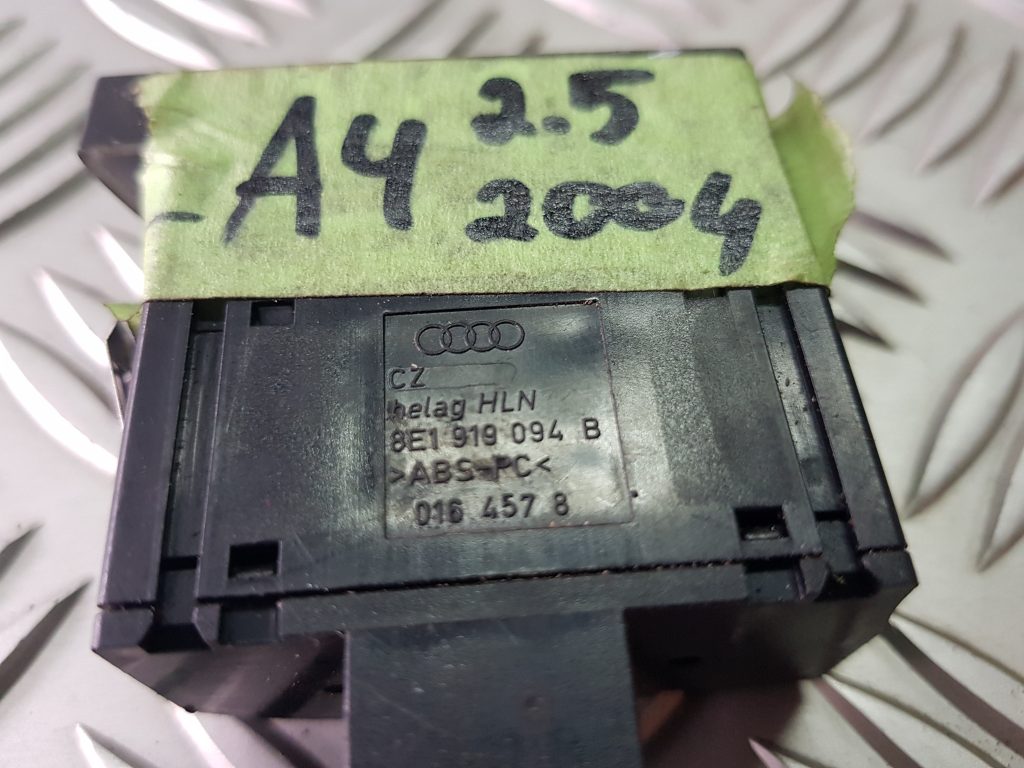 A4 2.5
2004
CZ
helag HLN
8E1 919 094 B
>ABS-PC<
016 457 8